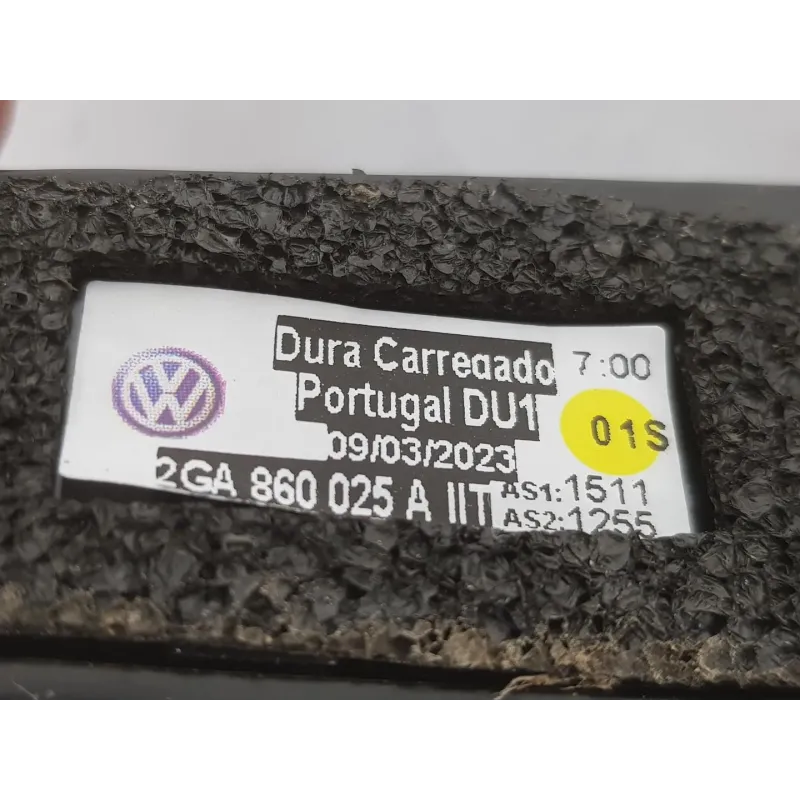 Dura Carregado 7:00
Portugal DU1
01S
09/03/2023
2GA 860 025 A IIT
AS1:1511
AS2:1255